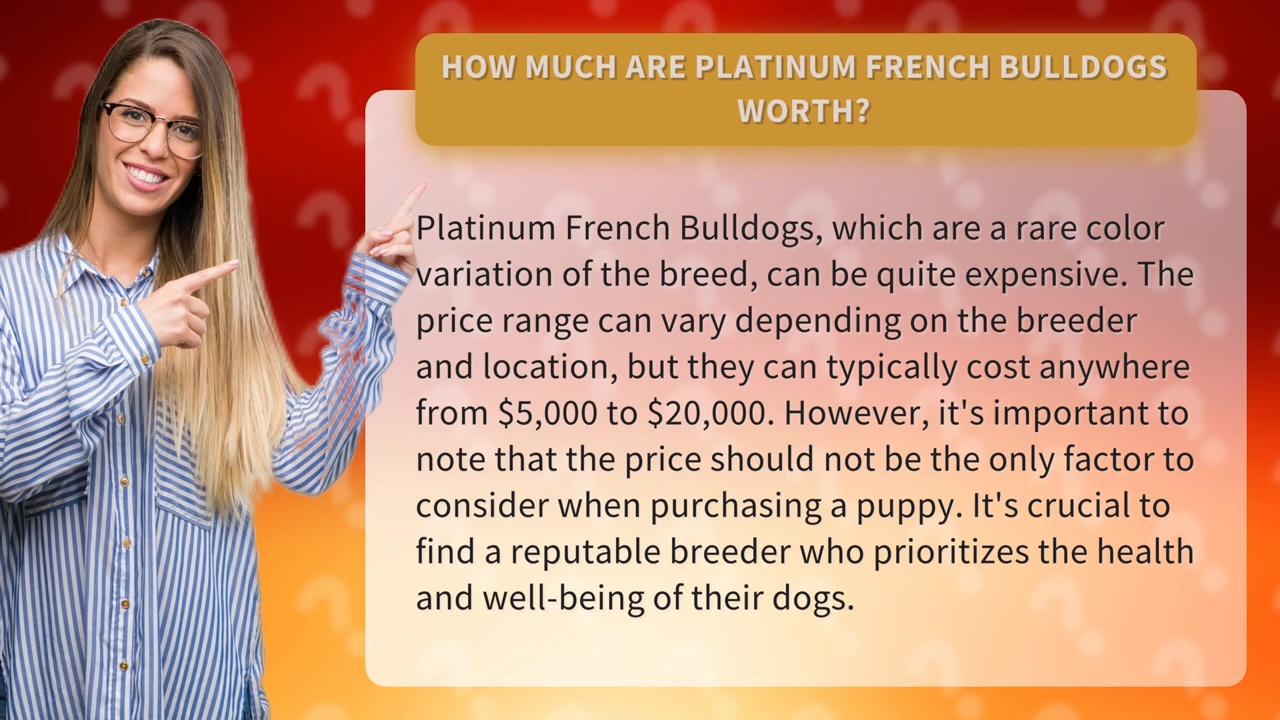 HOW MUCH ARE PLATINUM FRENCH BULLDOGS
WORTH?
Platinum French Bulldogs, which are a rare color
variation of the breed, can be quite expensive. The
price range can vary depending on the breeder
and location, but they can typically cost anywhere
from $5,000 to $20,000. However, it's important to
note that the price should not be the only factor to
consider when purchasing a puppy. It's crucial to
find a reputable breeder who prioritizes the health
and well-being of their dogs.